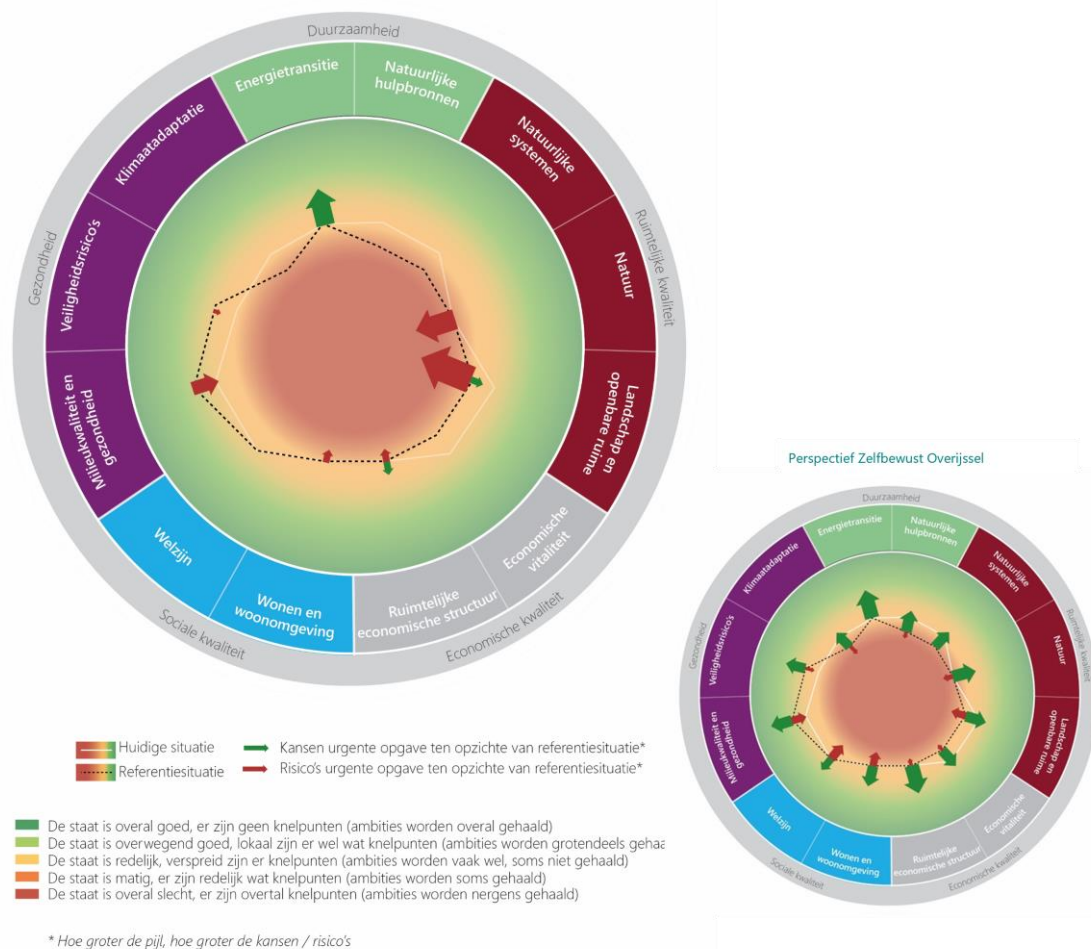 Duurzaamheid
Energietransitie
Natuurlijke
hulpbronnen
Natuurlijke
systemen
Natuur
Landschap en
openbare ruime
Ruimtelijke kwaliteit
Economische
vitaliteit
Ruimtelijke
economische structuur
Economische kwaliteit
Wonen en
woonomgeving
Welzijn
Sociale kwaliteit
Milieukwaliteit en
gezondheid
Veiligheidsrisico's
Klimaatadaptatie
Gezondheid
Huidige situatie
Referentiesituatie
Kansen urgente opgave ten opzichte van referentiesituatie*
Risico's urgente opgave ten opzichte van referentiesituatie*
De staat is overal goed, er zijn geen knelpunten (ambities worden overal gehaald)
De staat is overwegend goed, lokaal zijn er wel wat knelpunten (ambities worden grotendeels gehaa
De staat is redelijk, verspreid zijn er knelpunten (ambities worden vaak wel, soms niet gehaald)
De staat is matig, er zijn redelijk wat knelpunten (ambities worden soms gehaald)
De staat is overal slecht, er zijn overtal knelpunten (ambities worden nergens gehaald)
* Hoe groter de pijl, hoe groter de kansen / risico's
Perspectief Zelfbewust Overijssel
Duurzaamheid
Energietransitie
Natuurlijke
hulpbronnen
Natuurlijke
systemen
Natuur
Landschap en
openbare ruime
Ruimtelijke kwaliteit
Economische
vitaliteit
Ruimtelijke
economische structuur
Economische kwaliteit
Wonen en
woonomgeving
Welzijn
Sociale kwaliteit
Milieukwaliteit en
gezondheid
Veiligheidsrisico's
Klimaatadaptatie
Gezondheid